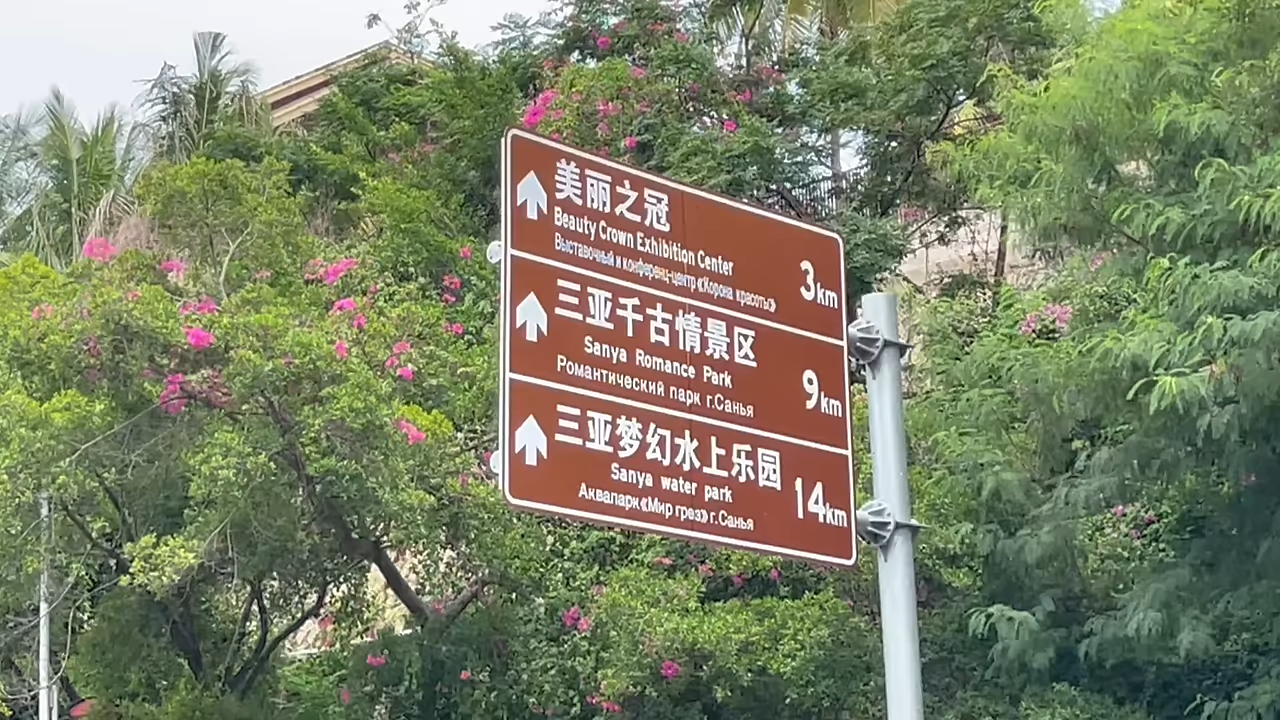 美丽之冠
Beauty Crown Exhibition Center
Выставочный и конференц-центр «Корона красоты»
3km
三亚千古情景区
Sanya Romance Park
Романтический парк г.Санья
9km
三亚梦幻水上乐园
Sanya water park
Аквапарк «Мир грез» г.Санья
14km